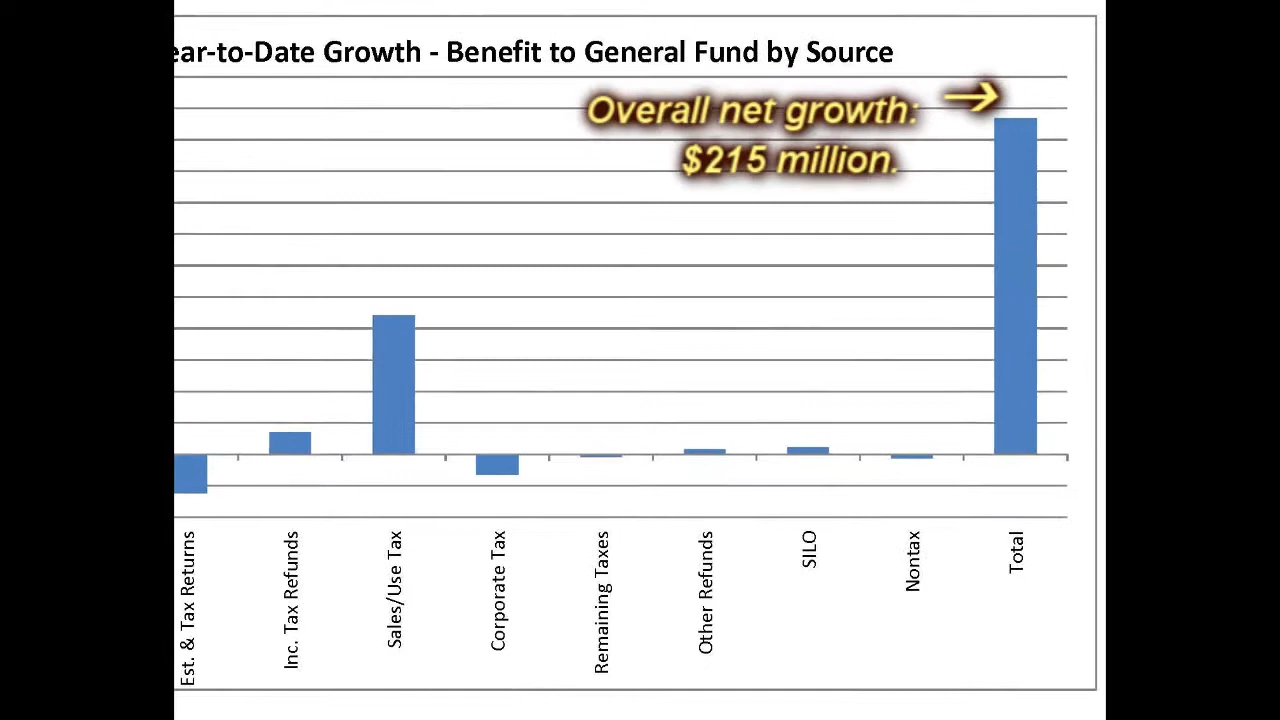 ear-to-Date Growth - Benefit to General Fund by Source
Overall net growth:
$215 million.
Est. & Tax Returns
Inc. Tax Refunds
Sales/Use Tax
Corporate Tax
Remaining Taxes
Other Refunds
SILO
Nontax
Total